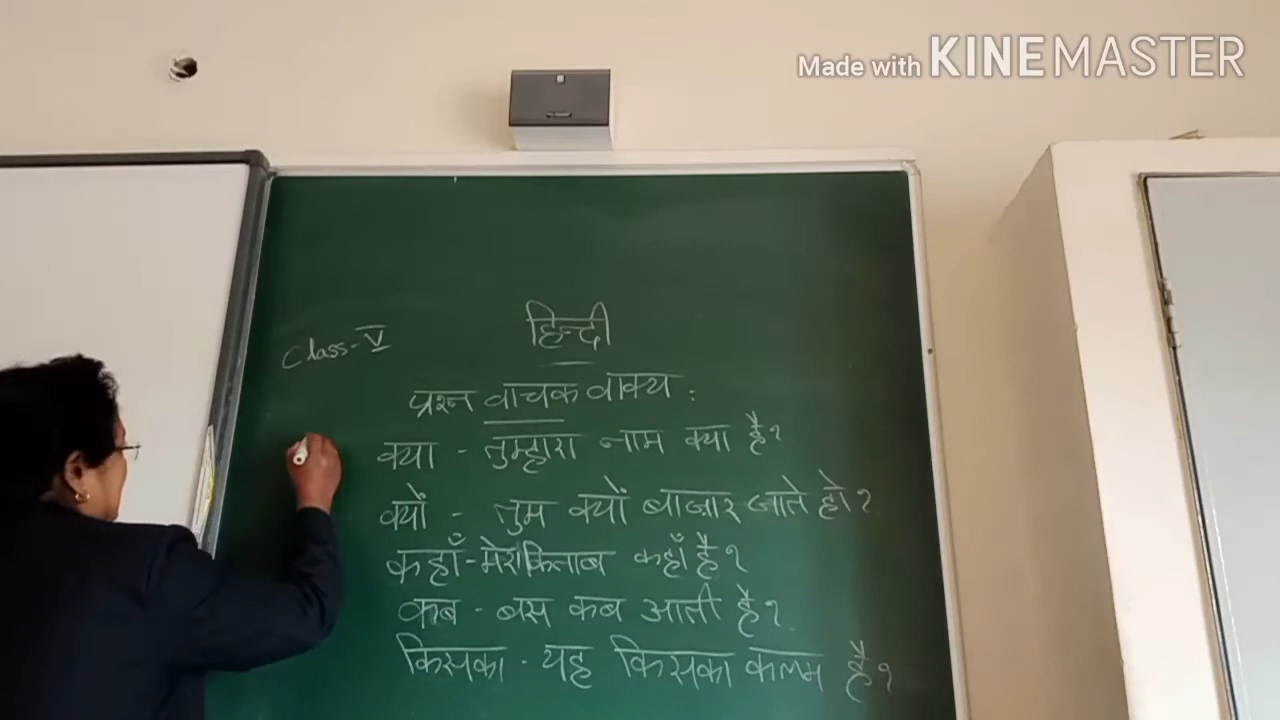 Made with KINEMASTER
Class-V
हिन्दी
प्रश्न वाचक वाक्य :
क्या - तुम्हारा नाम क्या है?
क्यों - तुम क्यों बाजार जाते हो?
कहाँ - मेरा किताब कहाँ है?
कब - बस कब आती है?
किसका - यह किसका कलम है?